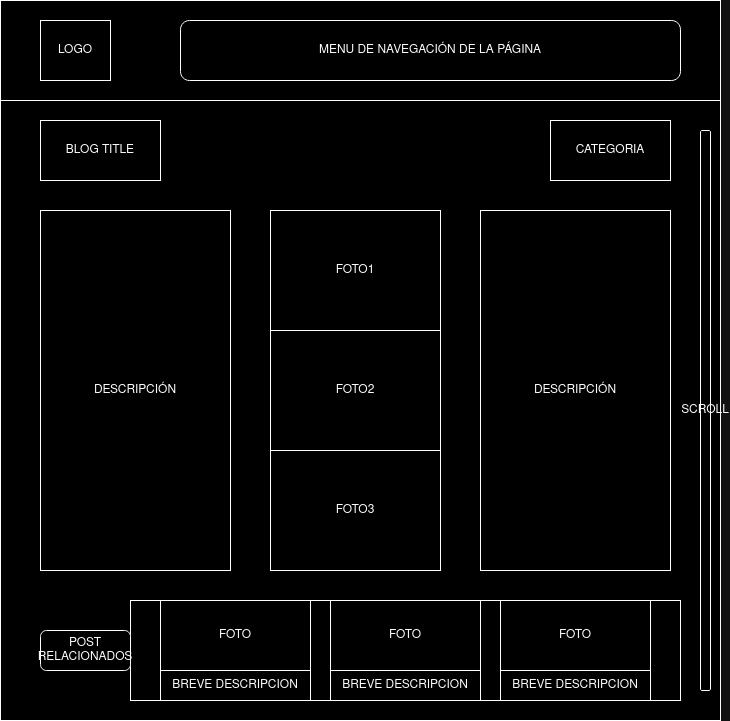 LOGO
MENU DE NAVEGACIÓN DE LA PÁGINA
BLOG TITLE
CATEGORIA
DESCRIPCIÓN
FOTO1
FOTO2
FOTO3
DESCRIPCIÓN
SCROLL
POST
RELACIONADOS
FOTO
BREVE DESCRIPCION
FOTO
BREVE DESCRIPCION
FOTO
BREVE DESCRIPCION